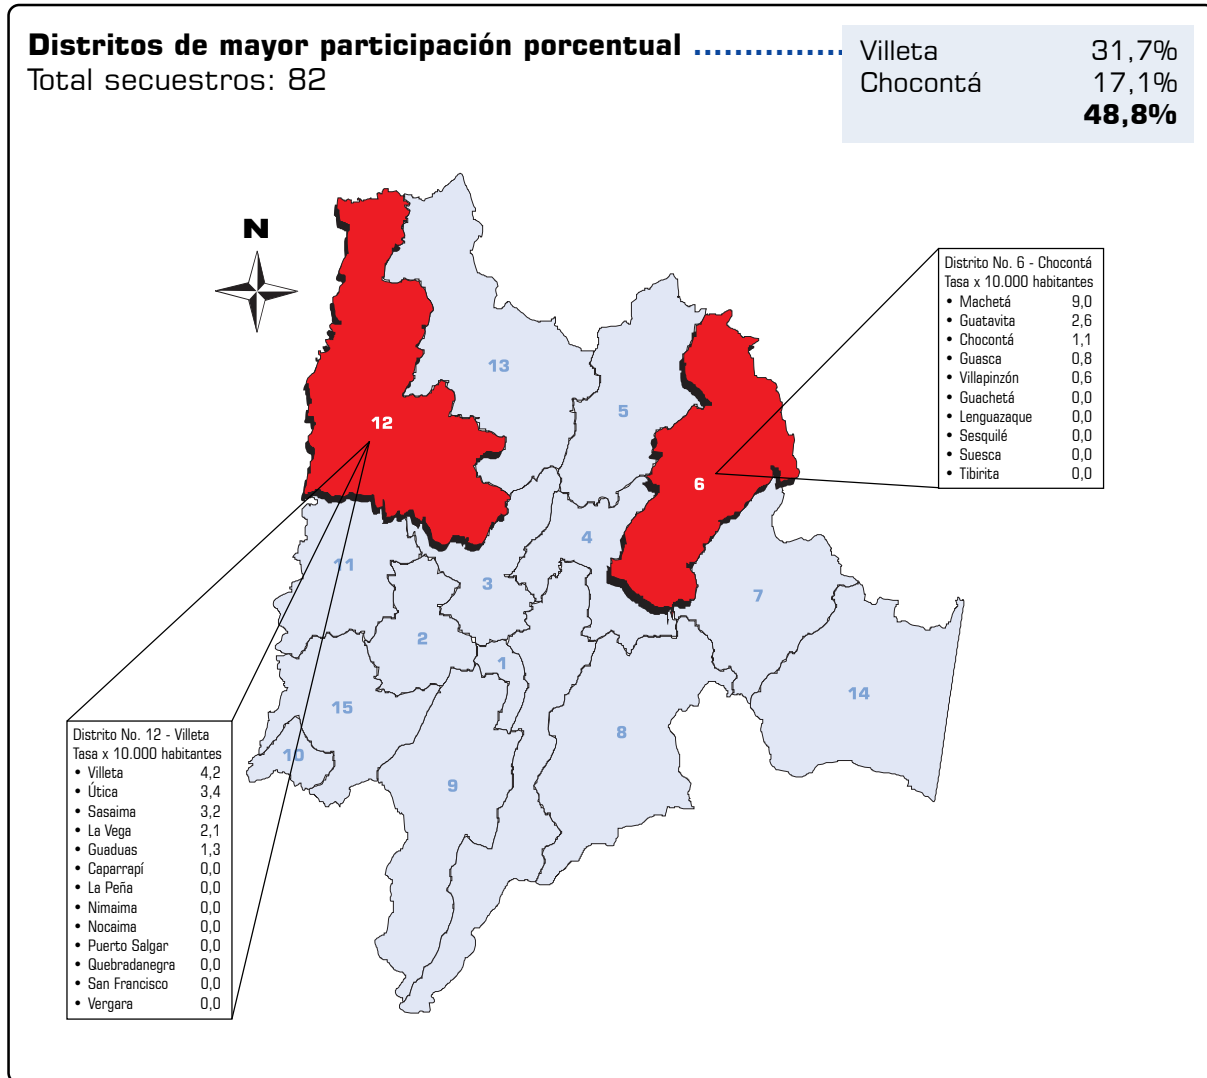 Distritos de mayor participación porcentual ................
Total secuestros: 82
Villeta 31,7%
Chocontá 17,1%
48,8%
N
Distrito No. 6 - Chocontá
Tasa x 10.000 habitantes
• Machetá 9,0
• Guatavita 2,6
• Chocontá 1,1
• Guasca 0,8
• Villapinzón 0,6
• Guachetá 0,0
• Lenguazaque 0,0
• Sesquilé 0,0
• Suesca 0,0
• Tibirita 0,0
13
5
12
6
4
11
3
7
2
1
14
15
8
10
9
Distrito No. 12 - Villeta
Tasa x 10.000 habitantes
• Villeta 4,2
• Útica 3,4
• Sasaima 3,2
• La Vega 2,1
• Guaduas 1,3
• Caparrapí 0,0
• La Peña 0,0
• Nimaima 0,0
• Nocaima 0,0
• Puerto Salgar 0,0
• Quebradanegra 0,0
• San Francisco 0,0
• Vergara 0,0